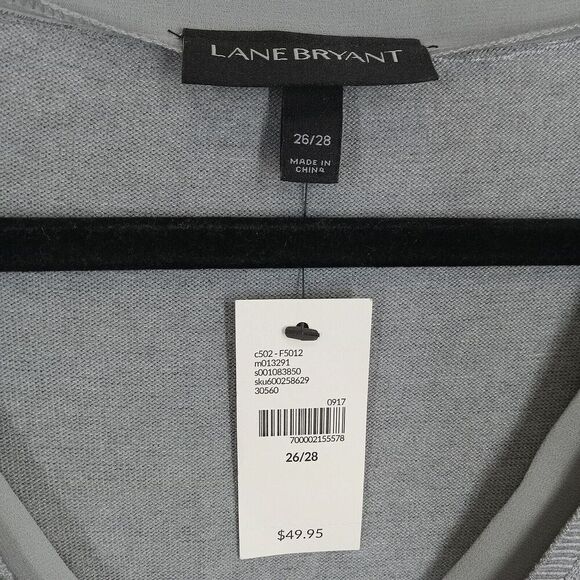 LANE BRYANT
26/28
MADE IN
CHINA
c502 - F5012
m013291
s001083850
sku600258629
30560
0917
700002155578
26/28
$49.95